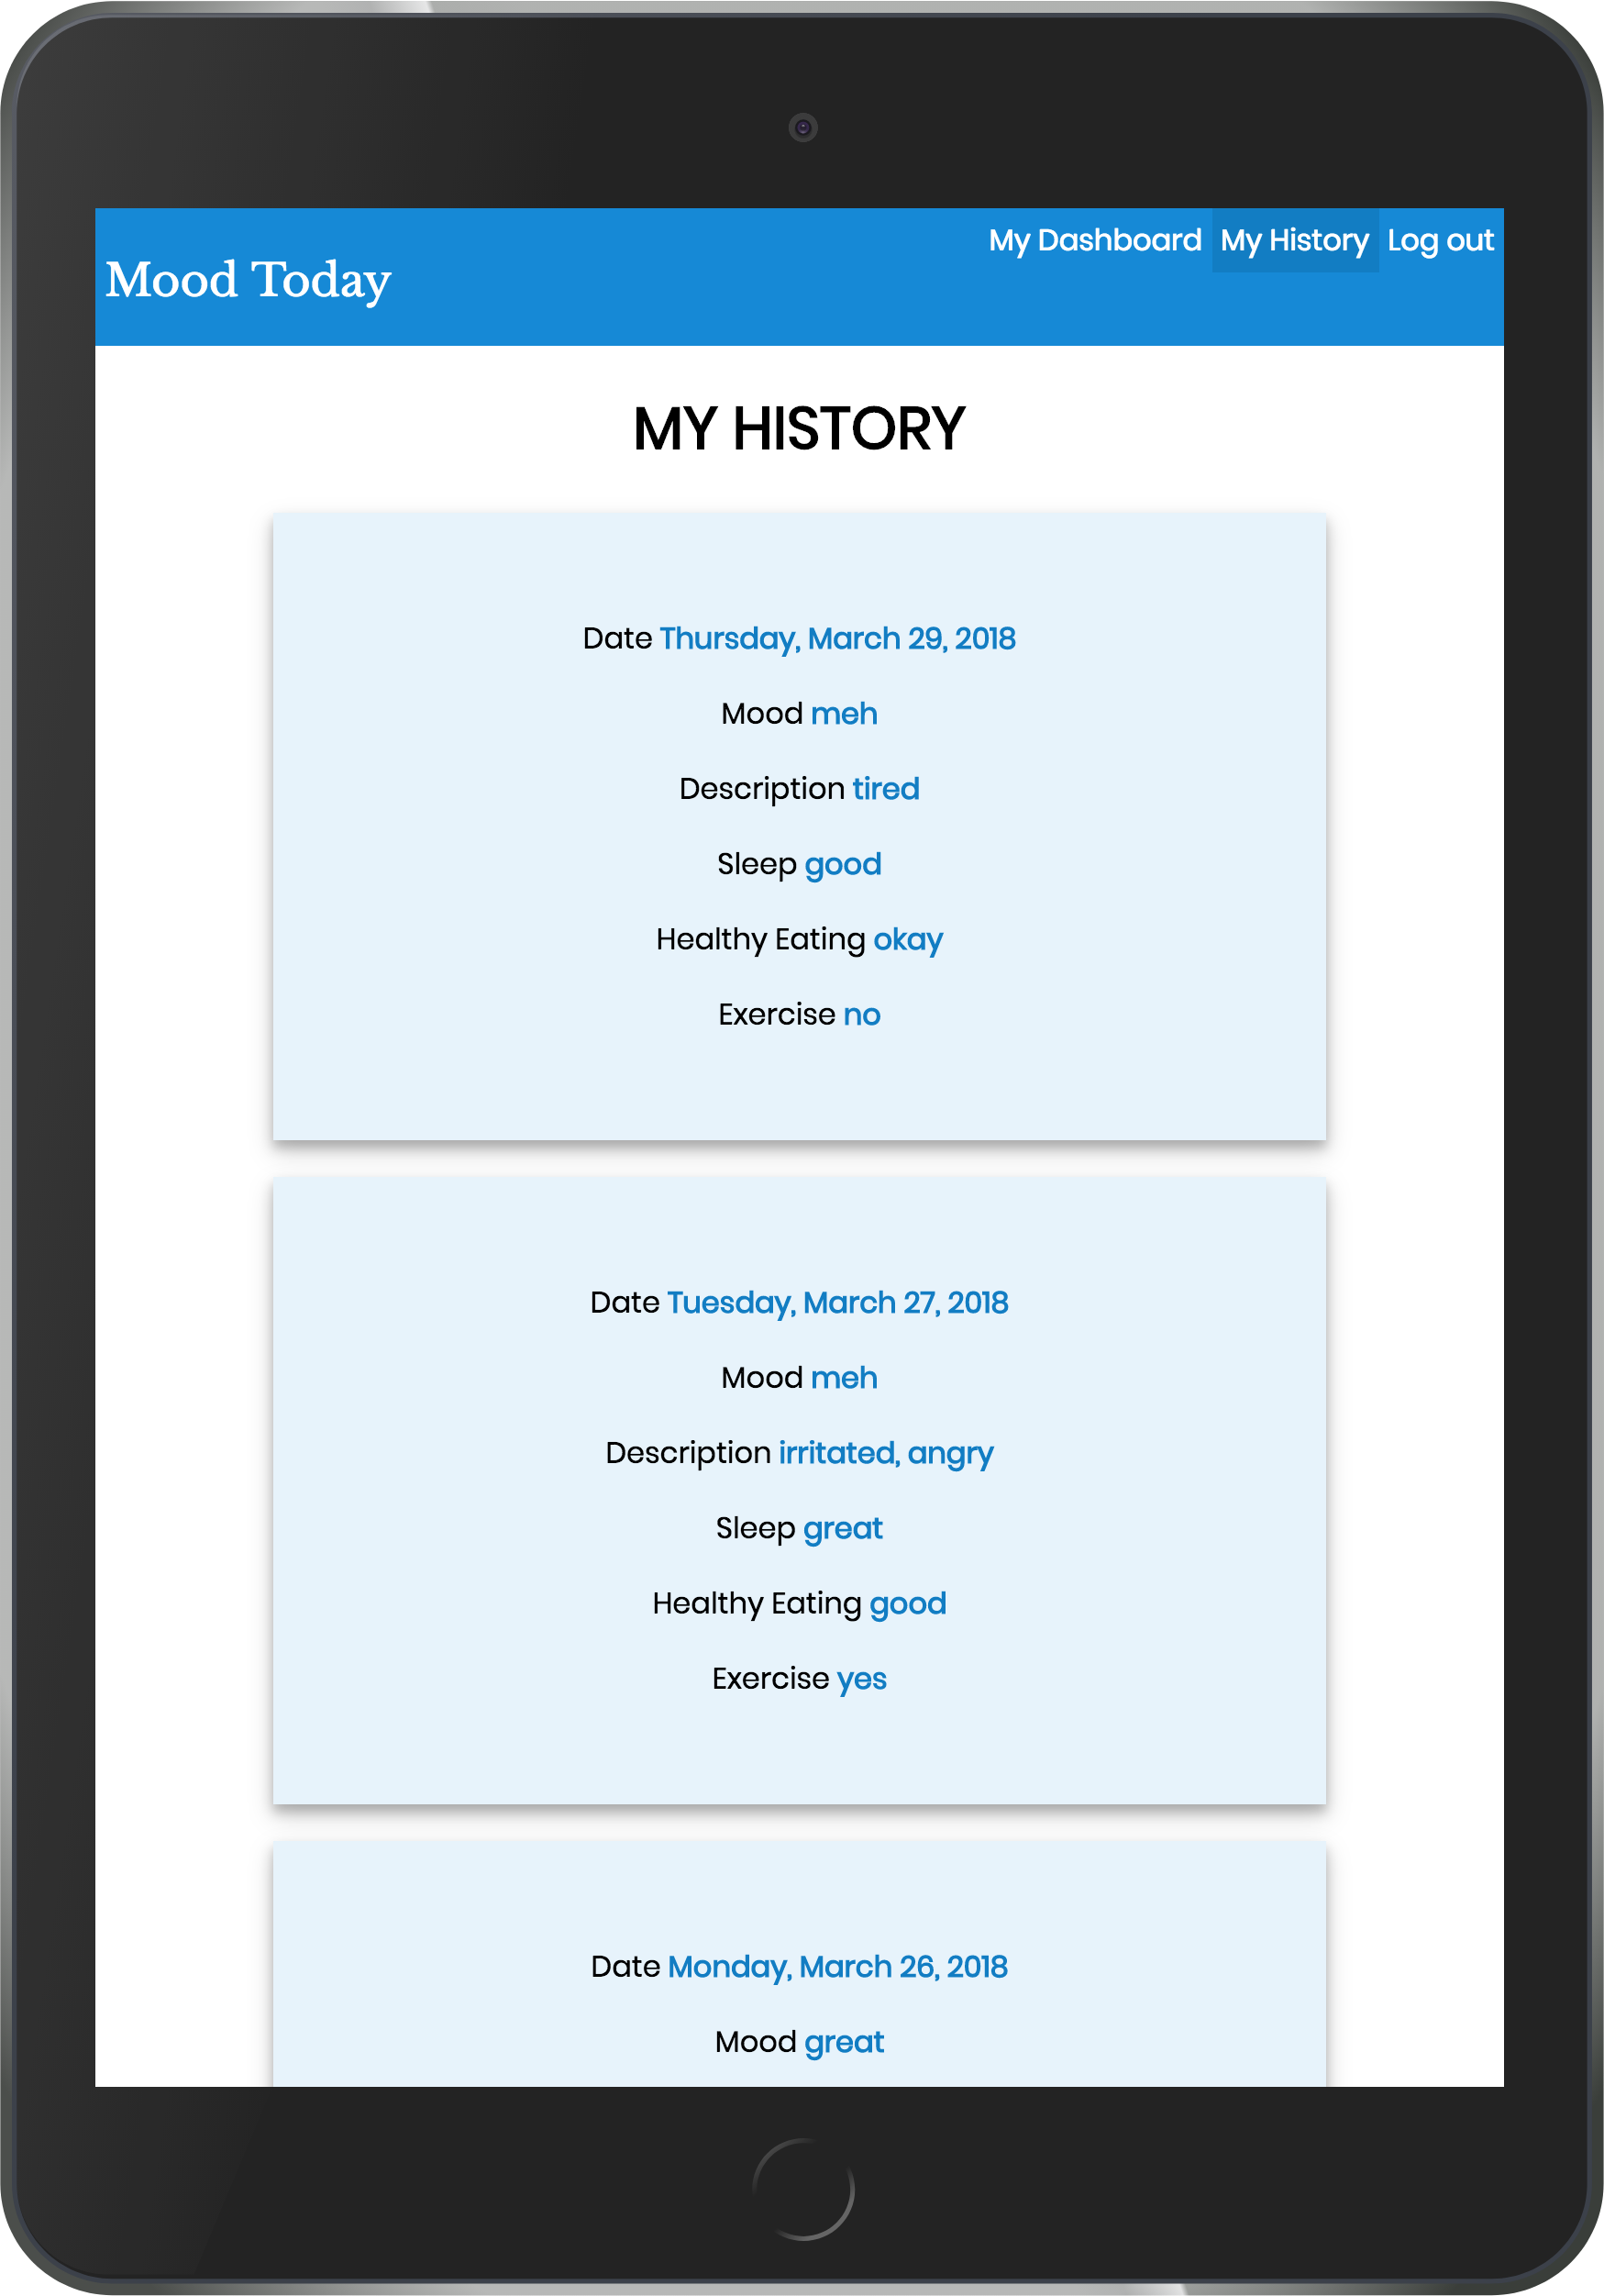 My Dashboard My History Log out
Mood Today
MY HISTORY
Date Thursday, March 29, 2018
Mood meh
Description tired
Sleep good
Healthy Eating okay
Exercise no
Date Tuesday, March 27, 2018
Mood meh
Description irritated, angry
Sleep great
Healthy Eating good
Exercise yes
Date Monday, March 26, 2018
Mood great